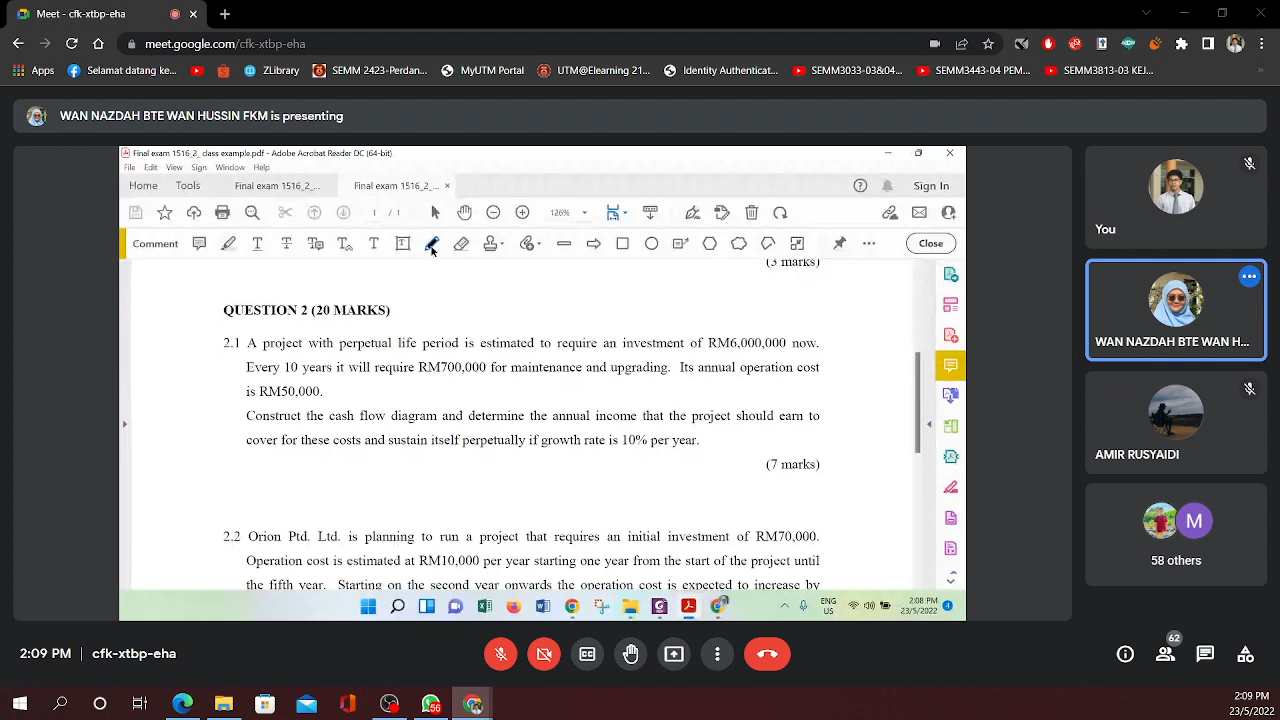 Meet - cfk-xtbp-eha
meet.google.com/cfk-xtbp-eha
Apps
Selamat datang ke...
ZLibrary
SEMM 2423-Perdan...
MyUTM Portal
UTM@Elearning 21...
Identity Authenticat...
SEMM3033-03&04...
SEMM3443-04 PEM...
SEMM3813-03 KEJ...
WAN NAZDAH BTE WAN HUSSIN FKM is presenting
Final exam 1516_2_ class example.pdf - Adobe Acrobat Reader DC (64-bit)
File Edit View Sign Window Help
Home Tools Final exam 1516_2_... Final exam 1516_2_... Sign In
1 / 1 126%
Comment Close
(3 marks)
QUESTION 2 (20 MARKS)
2.1 A project with perpetual life period is estimated to require an investment of RM6,000,000 now.
Every 10 years it will require RM700,000 for maintenance and upgrading. Its annual operation cost
is RM50,000.
Construct the cash flow diagram and determine the annual income that the project should earn to
cover for these costs and sustain itself perpetually if growth rate is 10% per year.
(7 marks)
2.2 Orion Ptd. Ltd. is planning to run a project that requires an initial investment of RM70,000.
Operation cost is estimated at RM10,000 per year starting one year from the start of the project until
the fifth year. Starting on the second year onwards the operation cost is expected to increase by
ENG
US
2:08 PM
23/5/2022
4
You
WAN NAZDAH BTE WAN H...
AMIR RUSYAIDI
M
58 others
2:09 PM | cfk-xtbp-eha
62
56
2:09 PM
23/5/2022